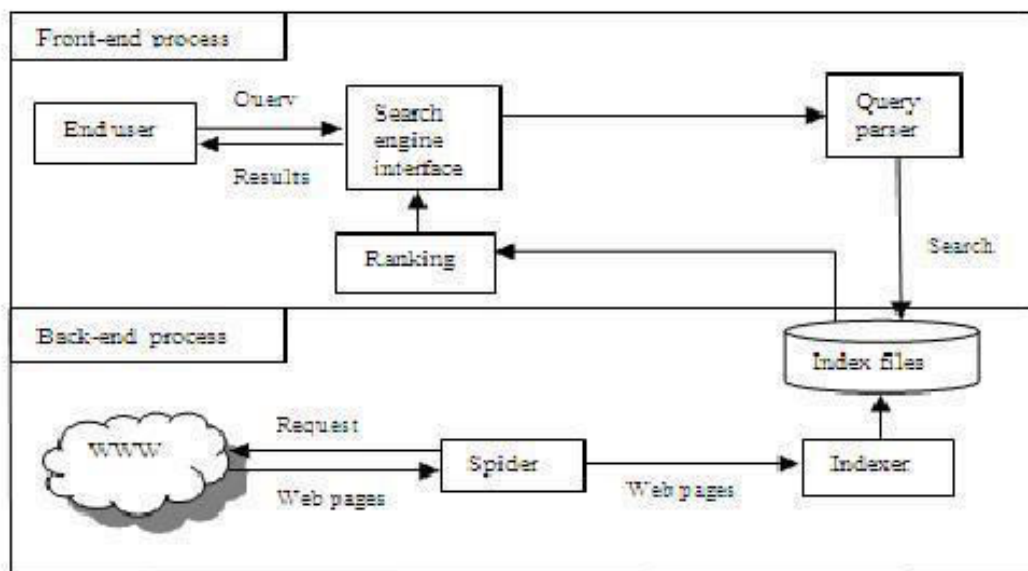 Front-end process
Query
End user
Search
engine
interface
Results
Query
parser
Ranking
Search
Back-end process
Index files
WWW
Request
Spider
Web pages
Web pages
Indexer